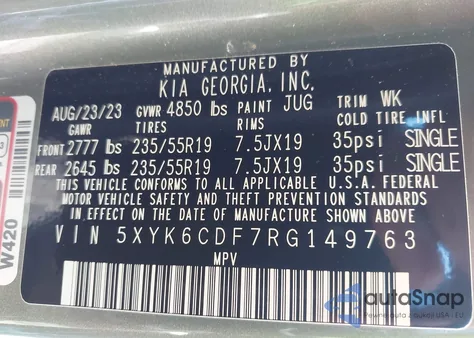 MANUFACTURED BY
KIA GEORGIA, INC.
AUG/23/23 GVWR 4850 lbs PAINT JUG TRIM WK
GAWR TIRES RIMS COLD TIRE INFL
FRONT 2777 lbs 235/55R19 7.5JX19 35psi SINGLE
REAR 2645 lbs 235/55R19 7.5JX19 35psi SINGLE
THIS VEHICLE CONFORMS TO ALL APPLICABLE U.S.A. FEDERAL
MOTOR VEHICLE SAFETY AND THEFT PREVENTION STANDARDS
IN EFFECT ON THE DATE OF MANUFACTURE SHOWN ABOVE
VIN 5XYK6CDF7RG149763
MPV
W420
autoSnap